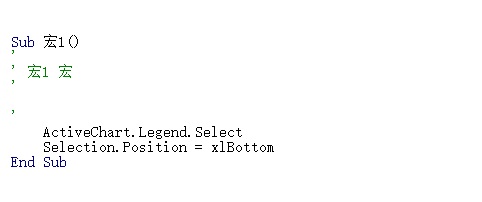 Sub 宏1()
'
' 宏1 宏
'

'
    ActiveChart.Legend.Select
    Selection.Position = xlBottom
End Sub